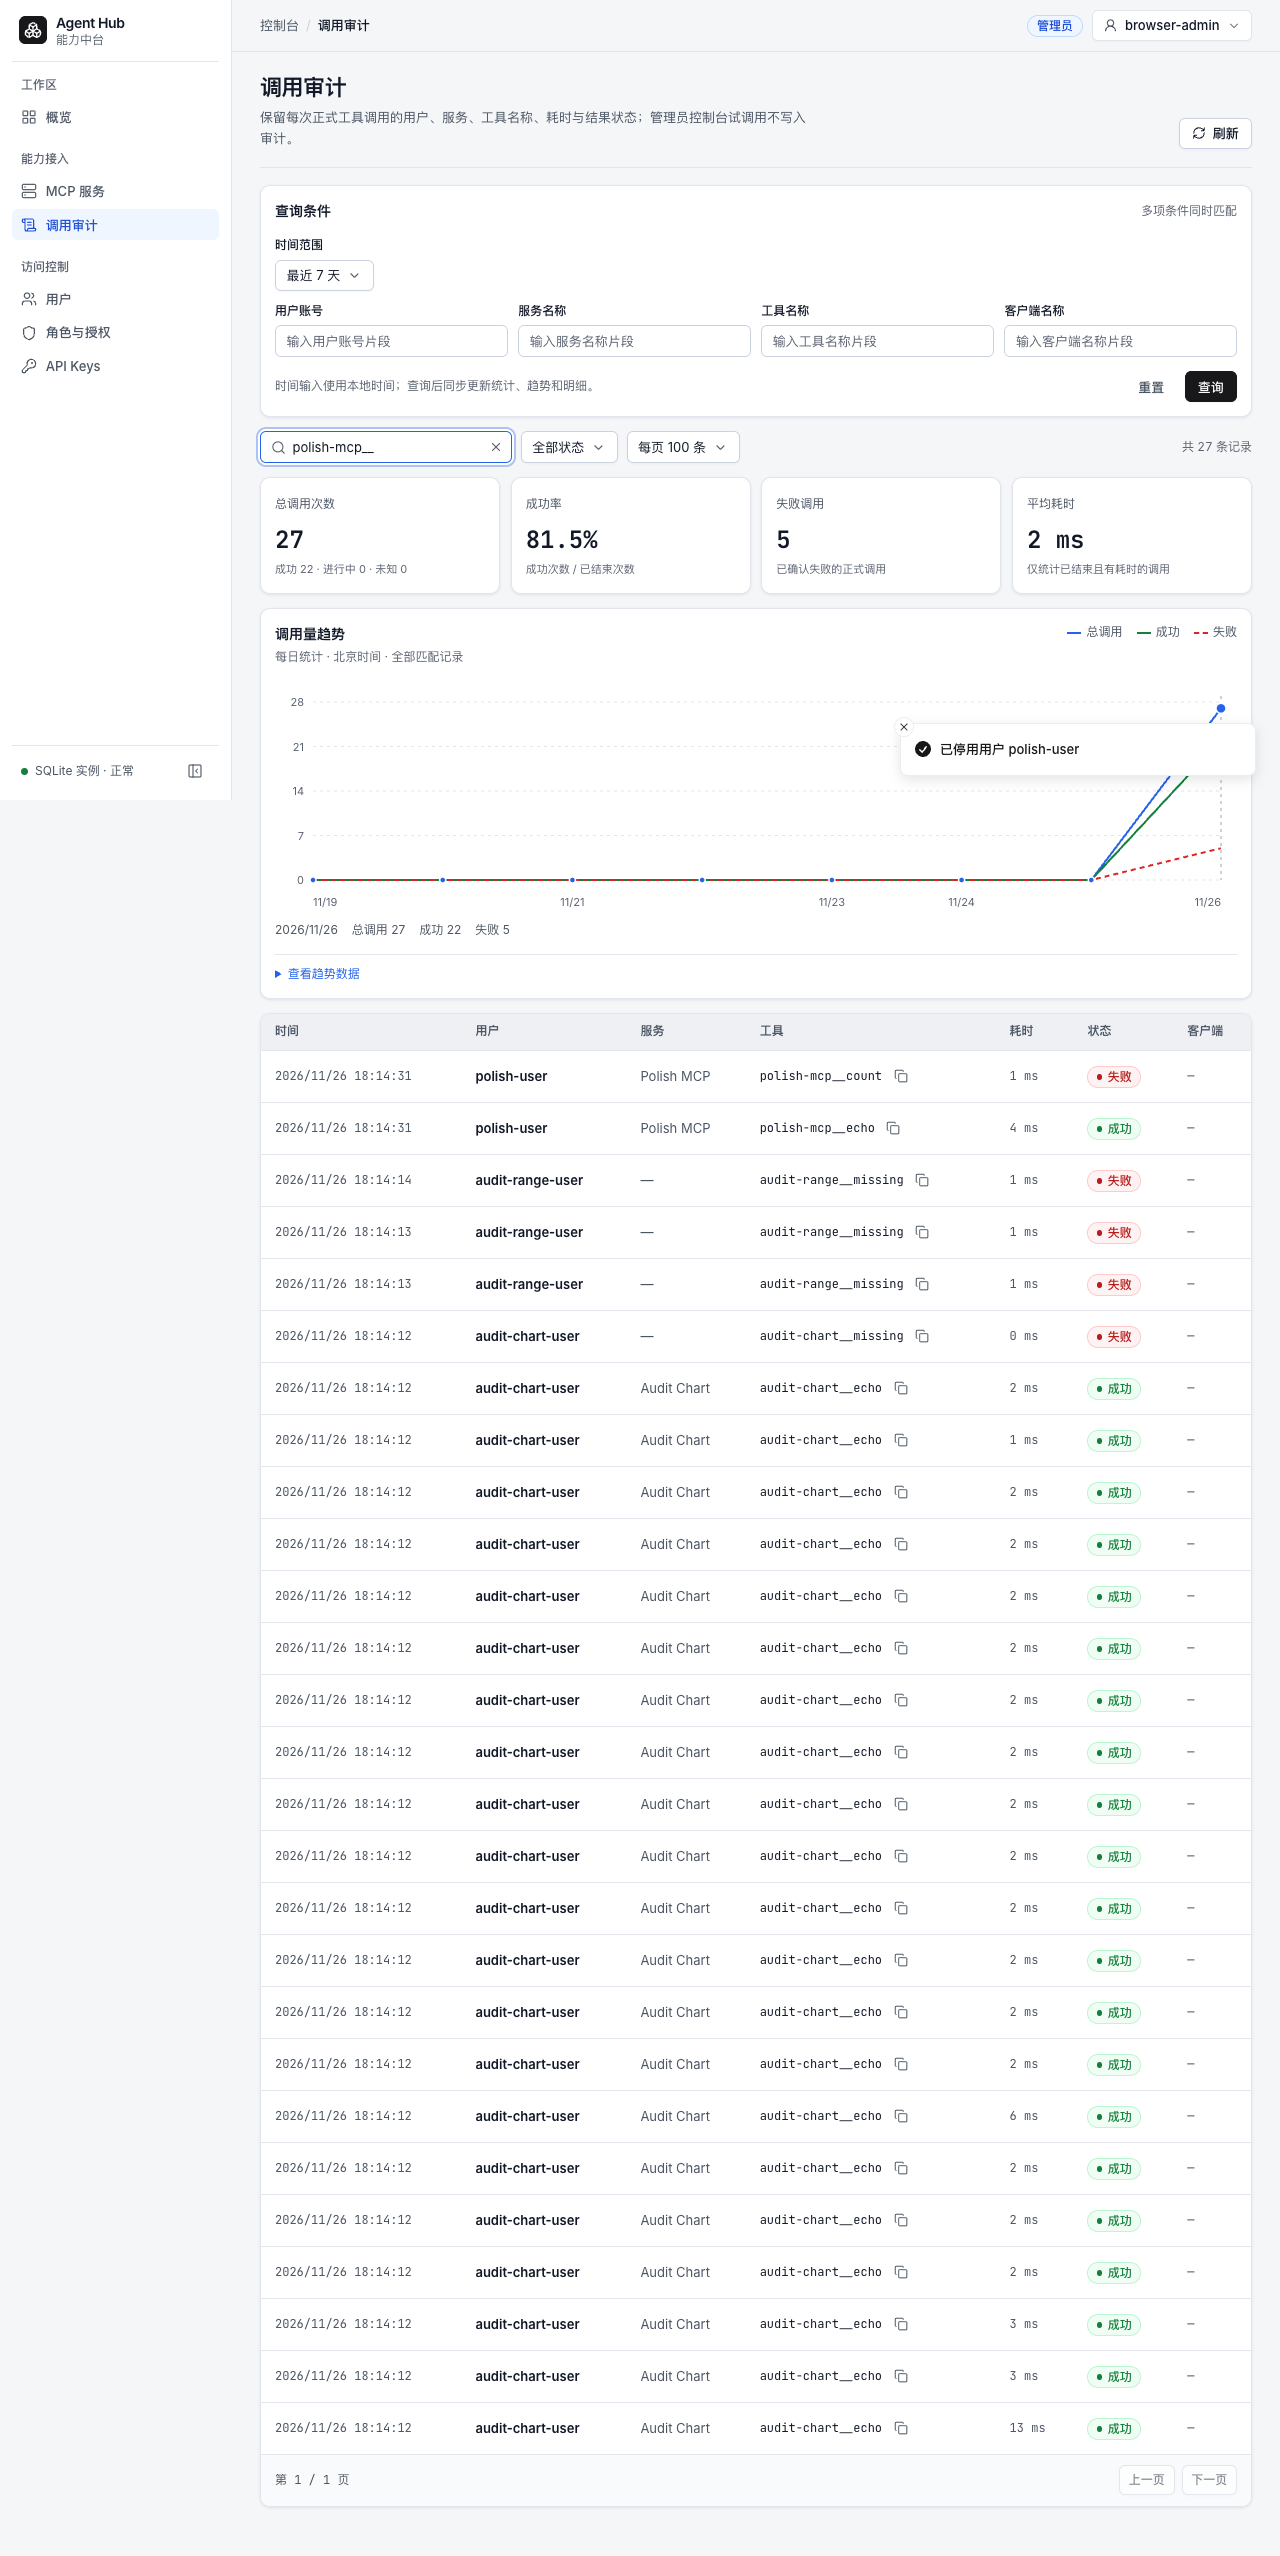 Agent Hub
能力中台
工作区
概览
能力接入
MCP 服务
调用审计
访问控制
用户
角色与授权
API Keys
SQLite 实例 · 正常
控制台 / 调用审计
管理员
browser-admin
调用审计
保留每次正式工具调用的用户、服务、工具名称、耗时与结果状态；管理员控制台试调用不写入
审计。
刷新
查询条件
多项条件同时匹配
时间范围
最近 7 天
用户账号 服务名称 工具名称 客户端名称
输入用户账号片段 输入服务名称片段 输入工具名称片段 输入客户端名称片段
时间输入使用本地时间；查询后同步更新统计、趋势和明细。
重置 查询
polish-mcp__ 全部状态 每页 100 条 共 27 条记录
总调用次数 成功率 失败调用 平均耗时
27 81.5% 5 2 ms
成功 22 · 进行中 0 · 未知 0 成功次数 / 已结束次数 已确认失败的正式调用 仅统计已结束且有耗时的调用
调用量趋势
总调用 成功 失败
每日统计 · 北京时间 · 全部匹配记录
28
21
14
7
0
11/19 11/21 11/23 11/24 11/26
已停用用户 polish-user
2026/11/26 总调用 27 成功 22 失败 5
查看趋势数据
时间 用户 服务 工具 耗时 状态 客户端
2026/11/26 18:14:31 polish-user Polish MCP polish-mcp__count 1 ms 失败 —
2026/11/26 18:14:31 polish-user Polish MCP polish-mcp__echo 4 ms 成功 —
2026/11/26 18:14:14 audit-range-user — audit-range__missing 1 ms 失败 —
2026/11/26 18:14:13 audit-range-user — audit-range__missing 1 ms 失败 —
2026/11/26 18:14:13 audit-range-user — audit-range__missing 1 ms 失败 —
2026/11/26 18:14:12 audit-chart-user — audit-chart__missing 0 ms 失败 —
2026/11/26 18:14:12 audit-chart-user Audit Chart audit-chart__echo 2 ms 成功 —
2026/11/26 18:14:12 audit-chart-user Audit Chart audit-chart__echo 1 ms 成功 —
2026/11/26 18:14:12 audit-chart-user Audit Chart audit-chart__echo 2 ms 成功 —
2026/11/26 18:14:12 audit-chart-user Audit Chart audit-chart__echo 2 ms 成功 —
2026/11/26 18:14:12 audit-chart-user Audit Chart audit-chart__echo 2 ms 成功 —
2026/11/26 18:14:12 audit-chart-user Audit Chart audit-chart__echo 2 ms 成功 —
2026/11/26 18:14:12 audit-chart-user Audit Chart audit-chart__echo 2 ms 成功 —
2026/11/26 18:14:12 audit-chart-user Audit Chart audit-chart__echo 2 ms 成功 —
2026/11/26 18:14:12 audit-chart-user Audit Chart audit-chart__echo 2 ms 成功 —
2026/11/26 18:14:12 audit-chart-user Audit Chart audit-chart__echo 2 ms 成功 —
2026/11/26 18:14:12 audit-chart-user Audit Chart audit-chart__echo 2 ms 成功 —
2026/11/26 18:14:12 audit-chart-user Audit Chart audit-chart__echo 2 ms 成功 —
2026/11/26 18:14:12 audit-chart-user Audit Chart audit-chart__echo 2 ms 成功 —
2026/11/26 18:14:12 audit-chart-user Audit Chart audit-chart__echo 2 ms 成功 —
2026/11/26 18:14:12 audit-chart-user Audit Chart audit-chart__echo 6 ms 成功 —
2026/11/26 18:14:12 audit-chart-user Audit Chart audit-chart__echo 2 ms 成功 —
2026/11/26 18:14:12 audit-chart-user Audit Chart audit-chart__echo 2 ms 成功 —
2026/11/26 18:14:12 audit-chart-user Audit Chart audit-chart__echo 2 ms 成功 —
2026/11/26 18:14:12 audit-chart-user Audit Chart audit-chart__echo 3 ms 成功 —
2026/11/26 18:14:12 audit-chart-user Audit Chart audit-chart__echo 3 ms 成功 —
2026/11/26 18:14:12 audit-chart-user Audit Chart audit-chart__echo 13 ms 成功 —
第 1 / 1 页 上一页 下一页